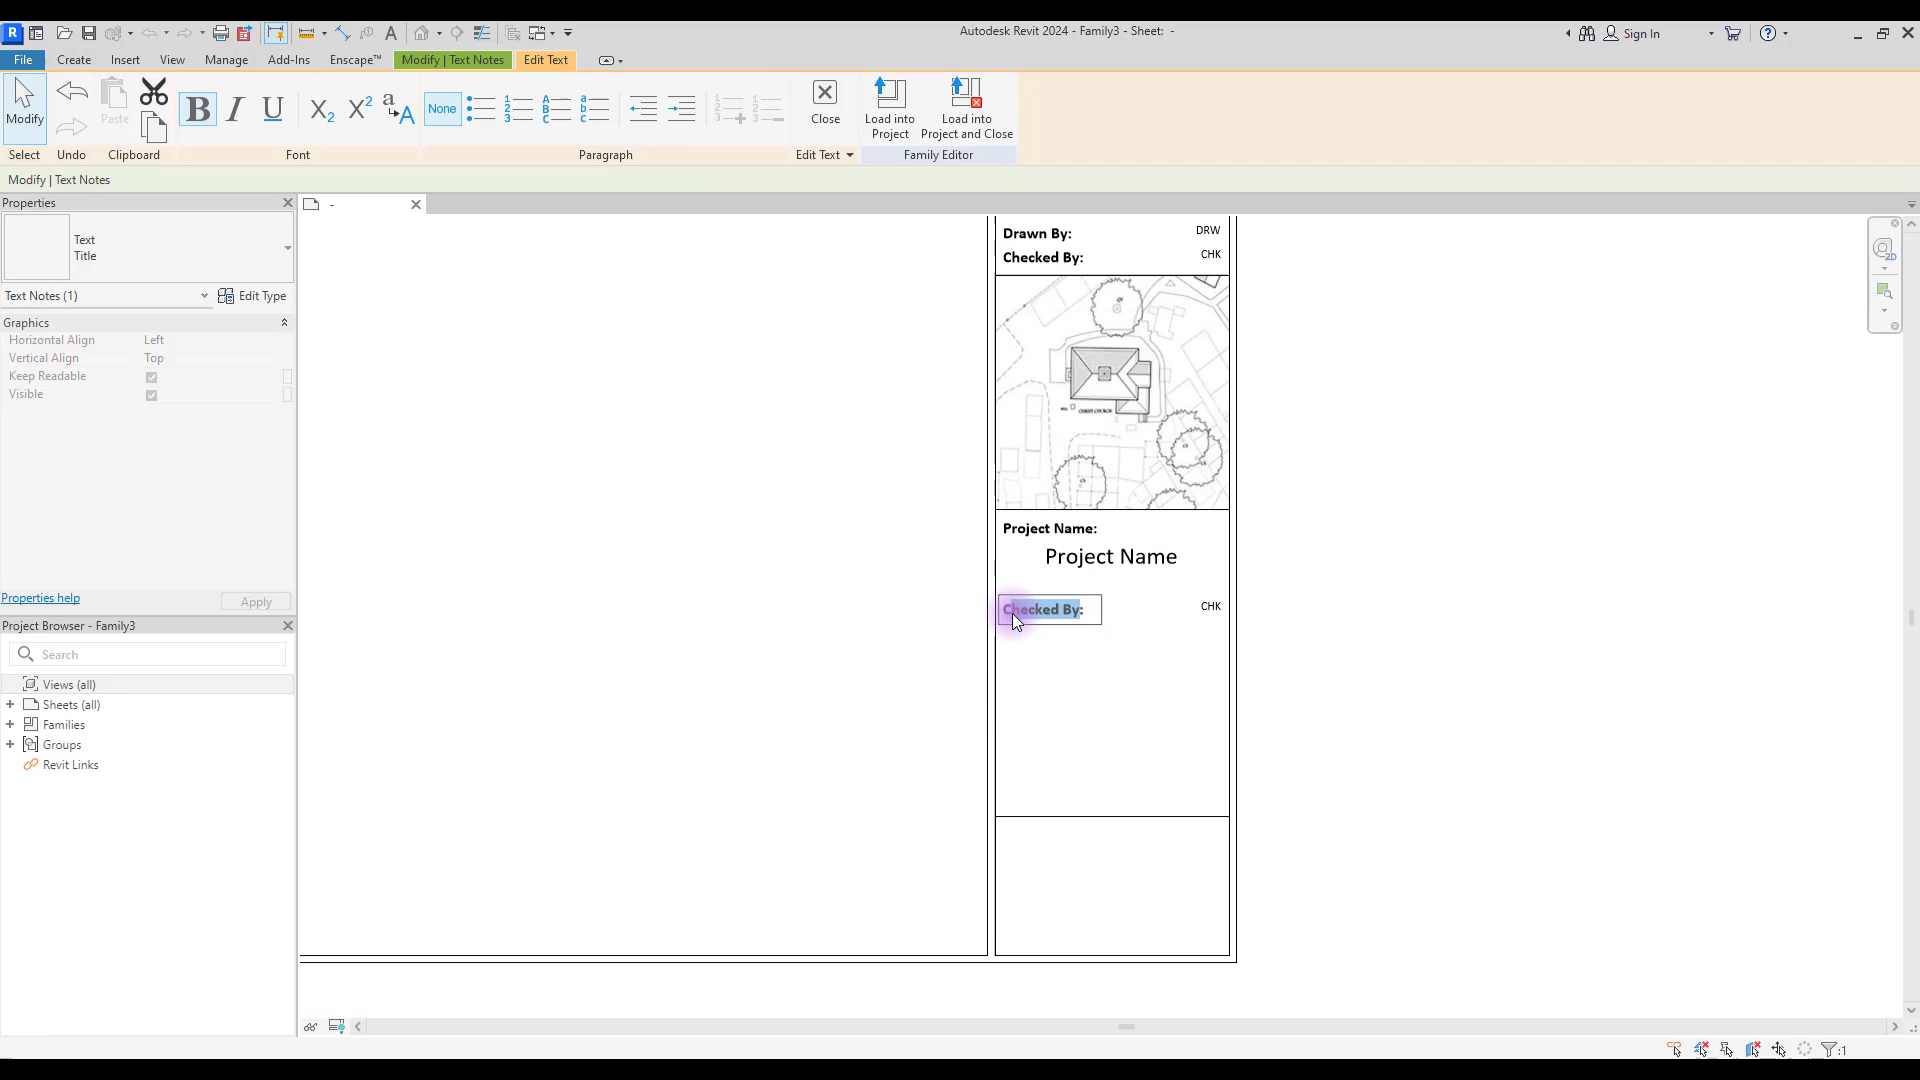 Autodesk Revit 2024 - Family3 - Sheet: -
Sign In
File Create Insert View Manage Add-Ins Enscape™ Modify | Text Notes Edit Text
Modify
Paste
None
Close
Load into Project
Load into Project and Close
Select Undo Clipboard Font Paragraph Edit Text Family Editor
Modify | Text Notes
Properties
-
Text
Title
Text Notes (1)
Edit Type
Graphics
Horizontal Align Left
Vertical Align Top
Keep Readable
Visible
Properties help
Apply
Project Browser - Family3
Search
Views (all)
Sheets (all)
Families
Groups
Revit Links
Drawn By: DRW
Checked By: CHK
CHRIST CHURCH
Project Name:
Project Name
Checked By: CHK
2D
:1